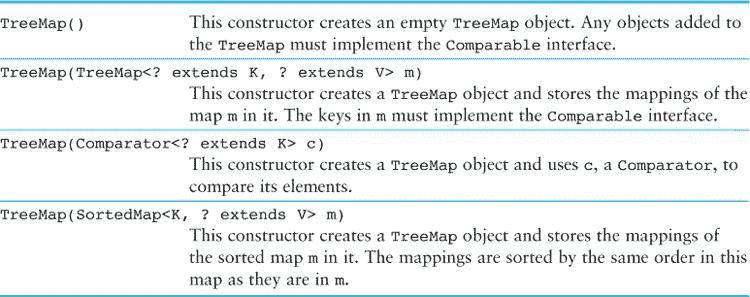 TreeMap() This constructor creates an empty TreeMap object. Any objects added to
the TreeMap must implement the Comparable interface.
TreeMap(TreeMap<? extends K, ? extends V> m)
This constructor creates a TreeMap object and stores the mappings of the
map m in it. The keys in m must implement the Comparable interface.
TreeMap(Comparator<? extends K> c)
This constructor creates a TreeMap object and uses c, a Comparator, to
compare its elements.
TreeMap(SortedMap<K, ? extends V> m)
This constructor creates a TreeMap object and stores the mappings of
the sorted map m in it. The mappings are sorted by the same order in this
map as they are in m.